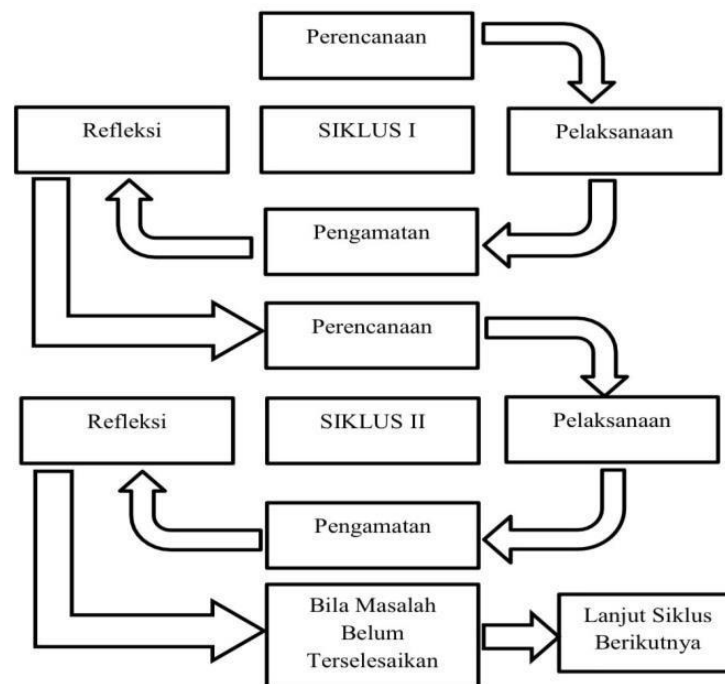 Perencanaan
Refleksi
SIKLUS I
Pelaksanaan
Pengamatan
Perencanaan
Refleksi
SIKLUS II
Pelaksanaan
Pengamatan
Bila Masalah
Belum
Terselesaikan
Lanjut Siklus
Berikutnya